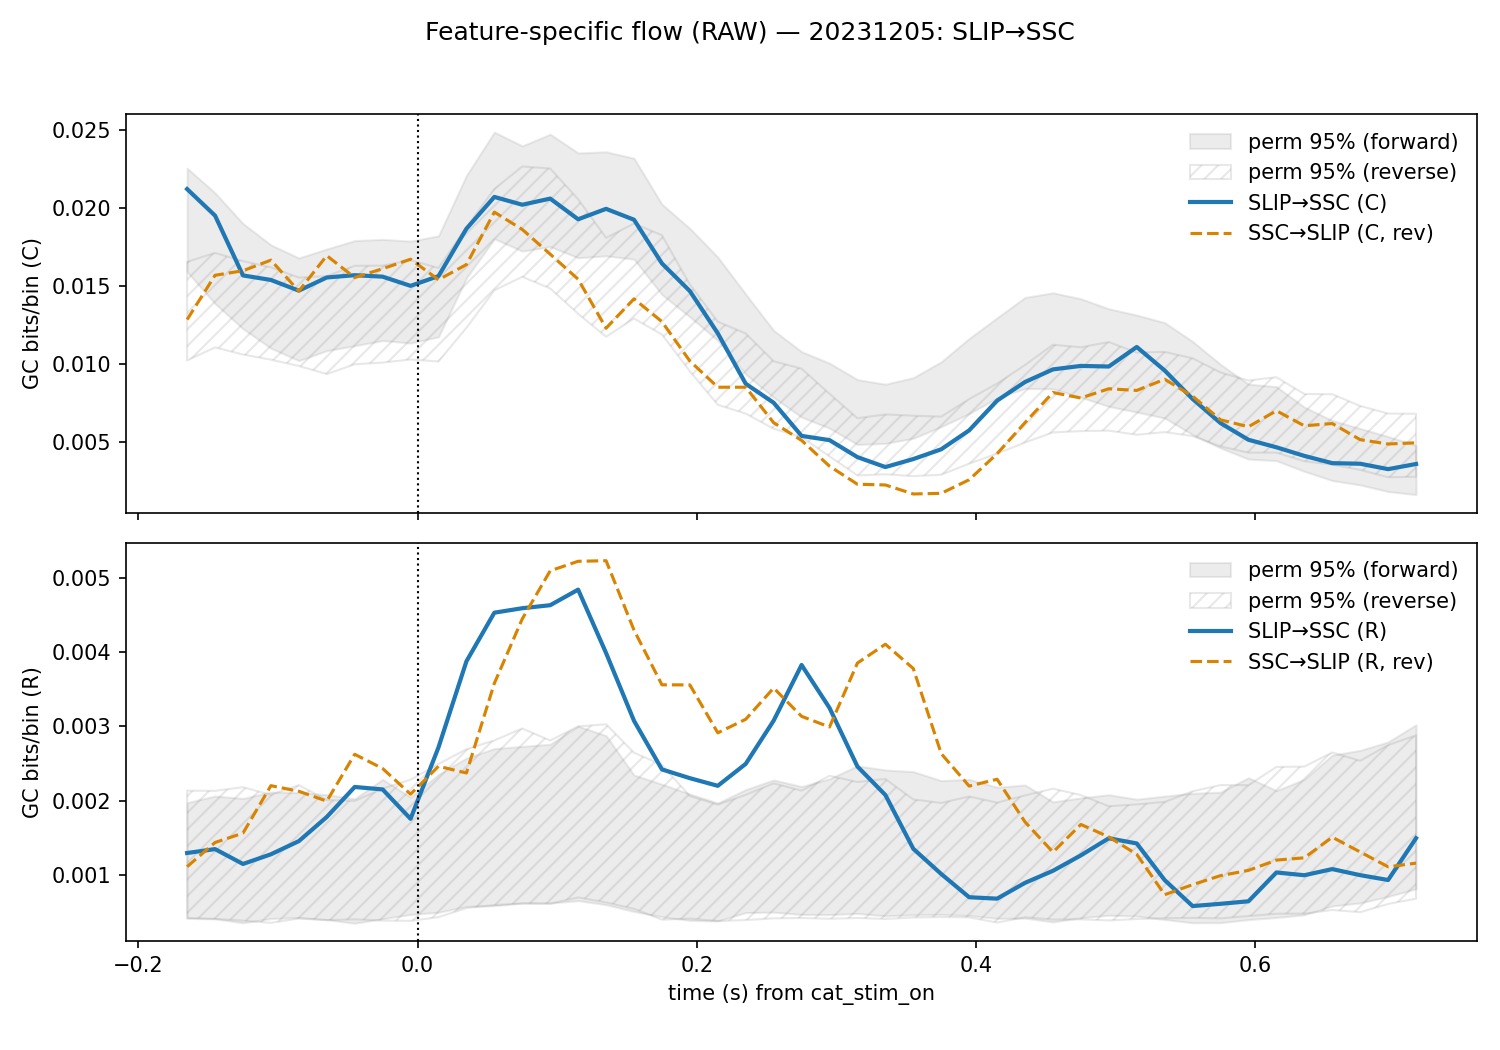 Feature-specific flow (RAW) — 20231205: SLIP→SSC
GC bits/bin (C)
0.025
0.020
0.015
0.010
0.005
perm 95% (forward)
perm 95% (reverse)
SLIP→SSC (C)
SSC→SLIP (C, rev)
GC bits/bin (R)
0.005
0.004
0.003
0.002
0.001
perm 95% (forward)
perm 95% (reverse)
SLIP→SSC (R)
SSC→SLIP (R, rev)
−0.2 0.0 0.2 0.4 0.6
time (s) from cat_stim_on